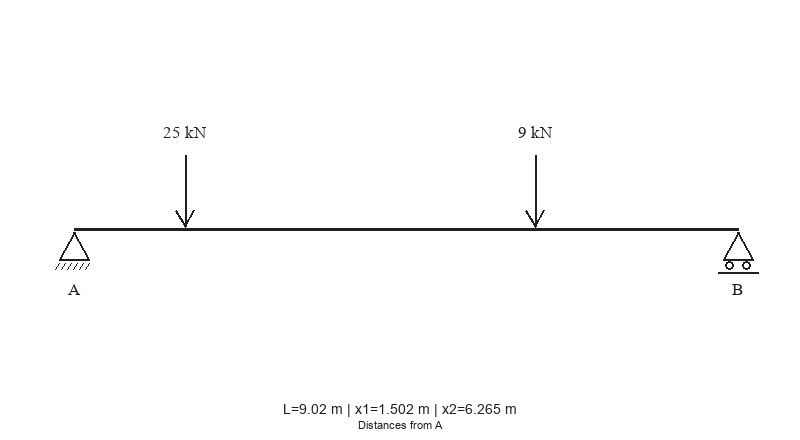 25 kN 9 kN
A B
L=9.02 m | x1=1.502 m | x2=6.265 m
Distances from A